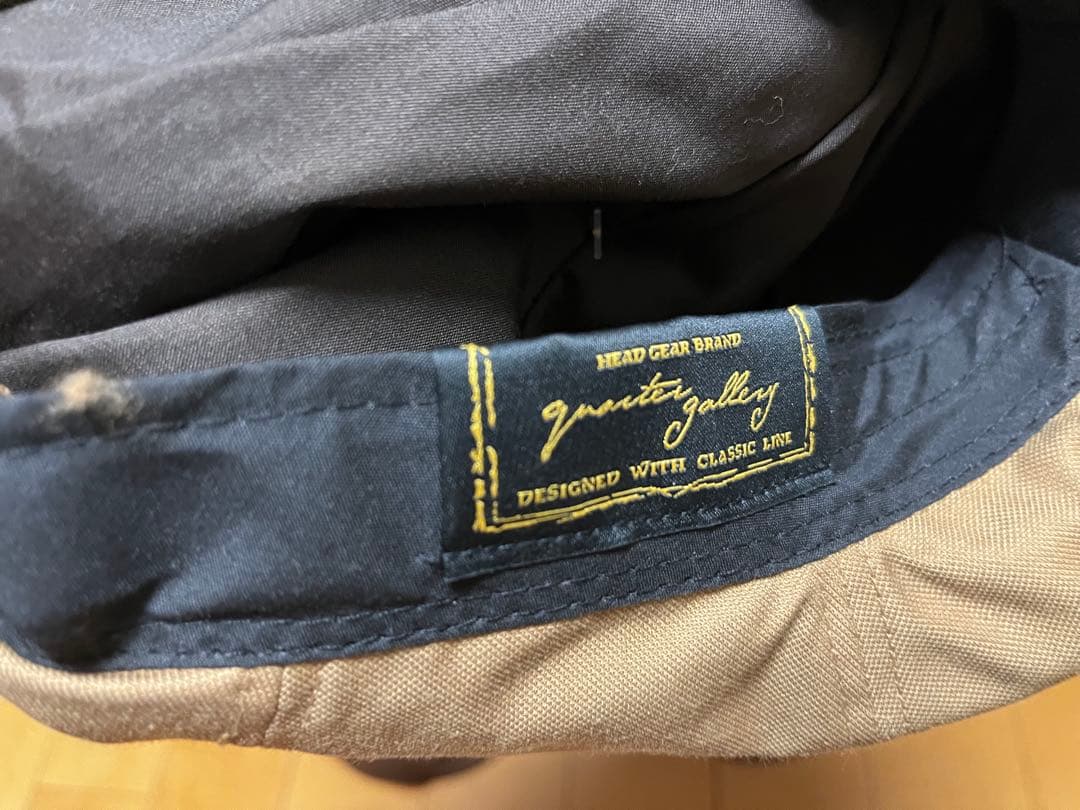 HEAD GEAR BRAND
quarter gallery
DESIGNED WITH CLASSIC LINE